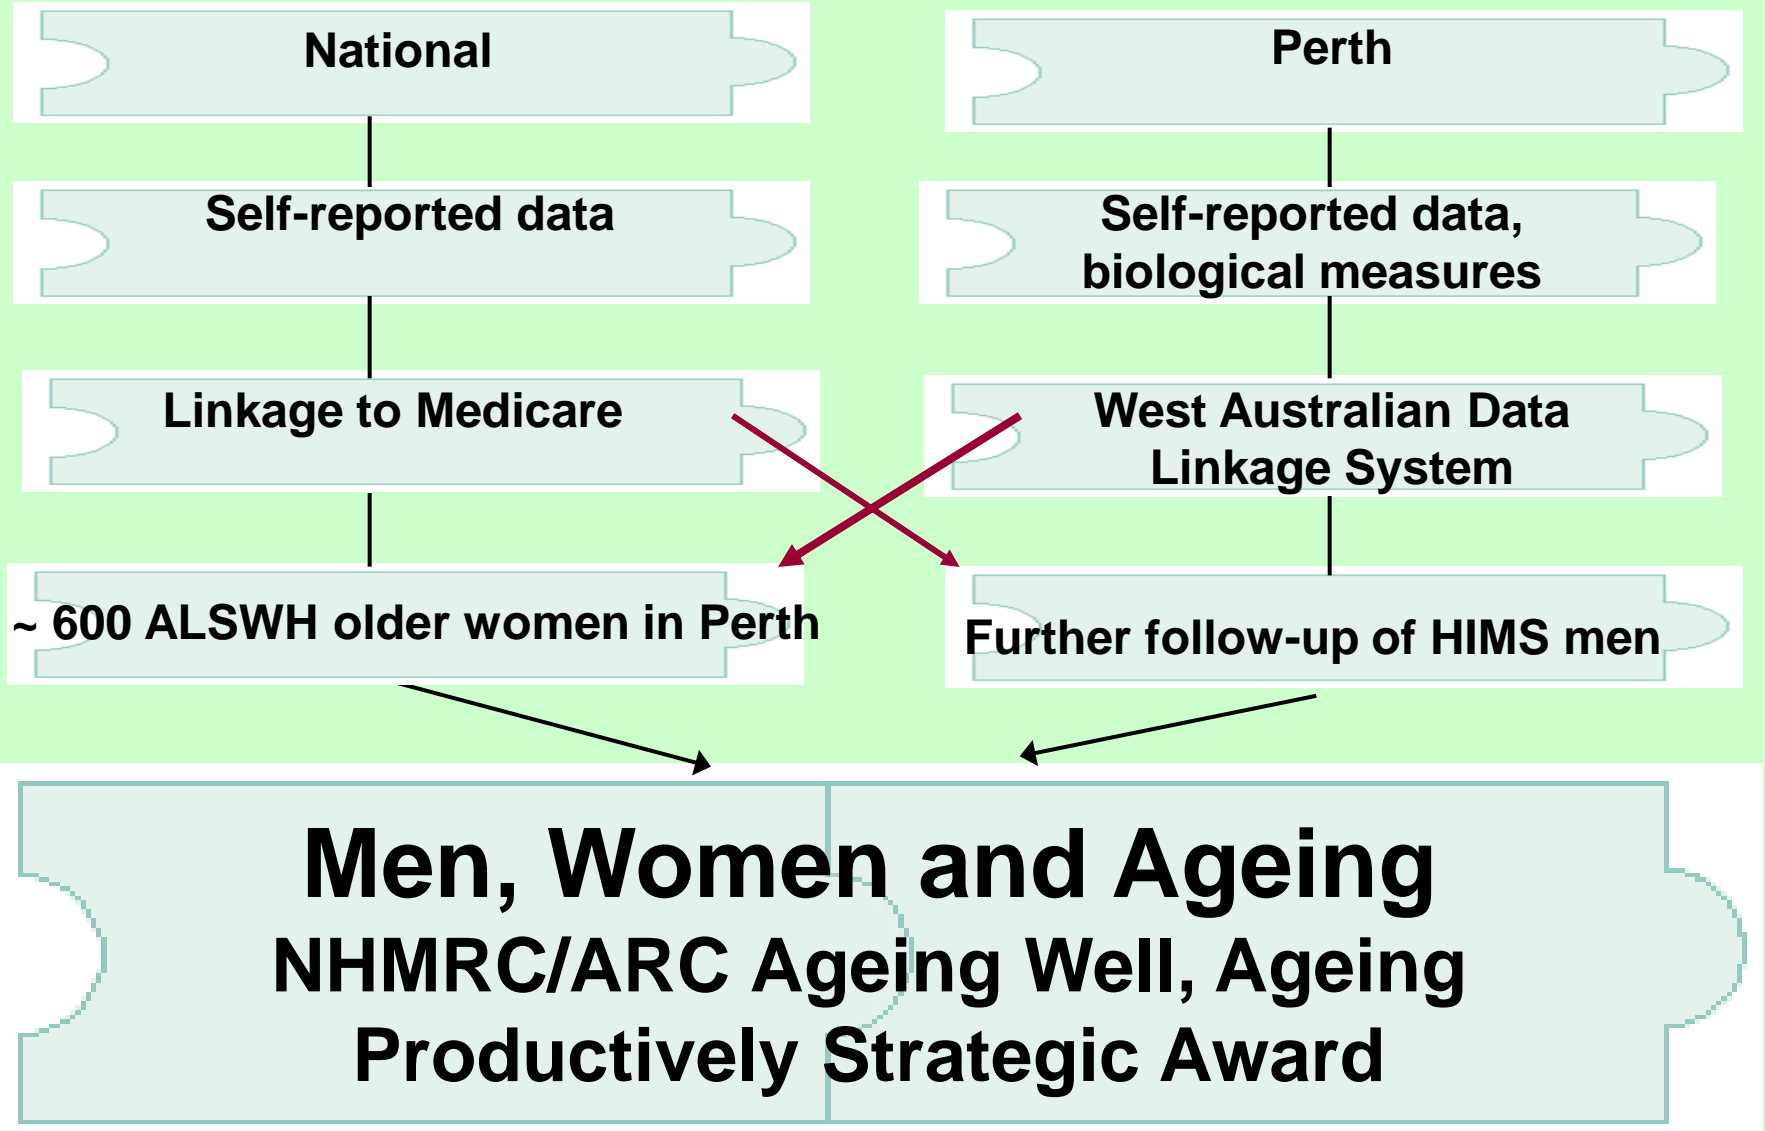 National
Perth
Self-reported data
Self-reported data,
biological measures
Linkage to Medicare
West Australian Data
Linkage System
~ 600 ALSWH older women in Perth
Further follow-up of HIMS men
Men, Women and Ageing
NHMRC/ARC Ageing Well, Ageing
Productively Strategic Award